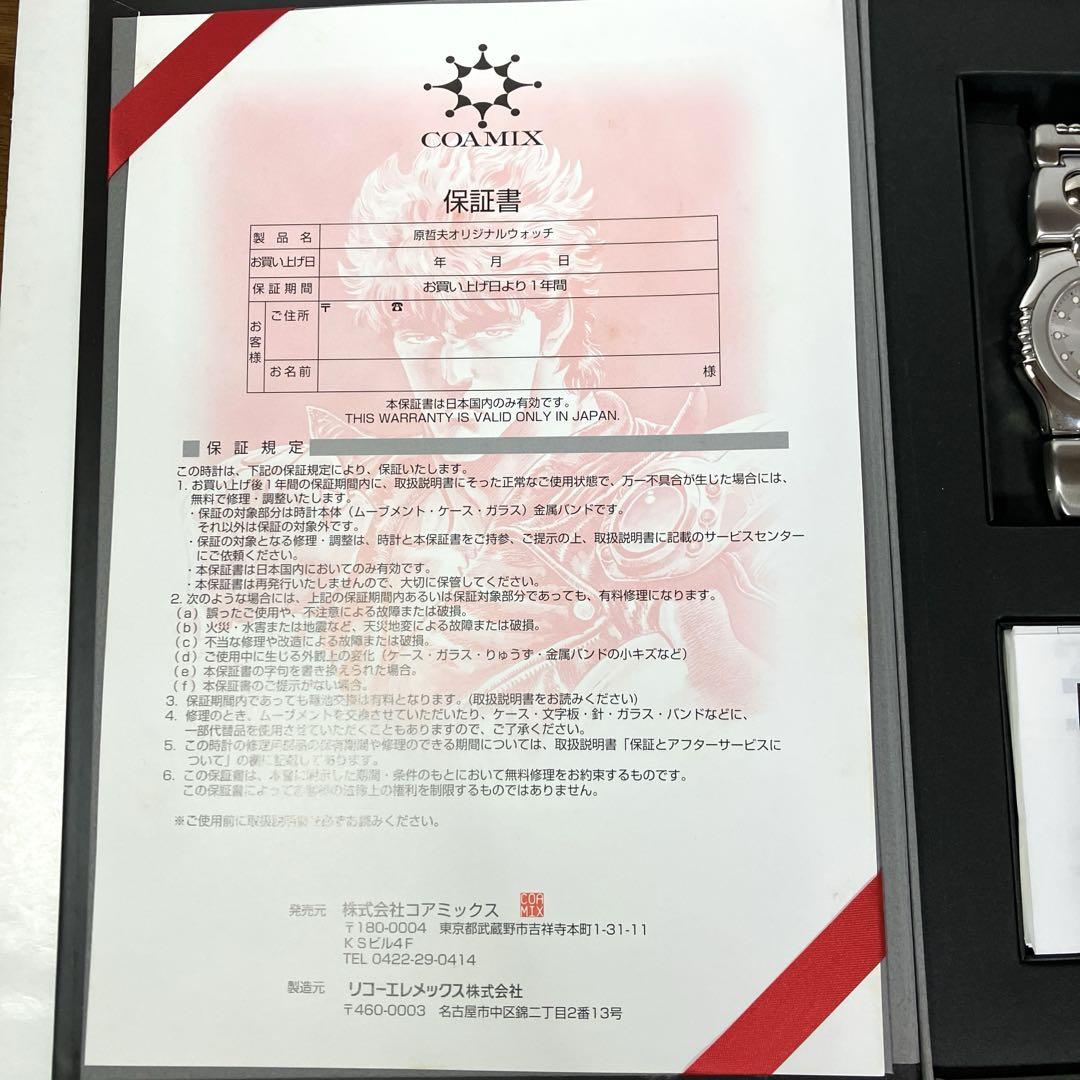 COAMIX
保証書
製品名 原哲夫オリジナルウォッチ
お買い上げ日 年 月 日
保証期間 お買い上げ日より1年間
お客様 ご住所 〒 ☎
お名前 様
本保証書は日本国内のみ有効です。
THIS WARRANTY IS VALID ONLY IN JAPAN.
■ 保証規定
この時計は、下記の保証規定により、保証いたします。
1. お買い上げ後1年間の保証期間内に、取扱説明書にそった正常なご使用状態で、万一不具合が生じた場合には、
無料で修理・調整いたします。
・保証の対象部分は時計本体（ムーブメント・ケース・ガラス）金属バンドです。
それ以外は保証の対象外です。
・保証の対象となる修理・調整は、時計と本保証書をご持参、ご提示の上、取扱説明書に記載のサービスセンター
にご依頼ください。
・本保証書は日本国内においてのみ有効です。
・本保証書は再発行いたしませんので、大切に保管してください。
2. 次のような場合には、上記の保証期間内あるいは保証対象部分であっても、有料修理になります。
（a）誤ったご使用や、不注意による故障または破損。
（b）火災・水害または地震など、天災地変による故障または破損。
（c）不当な修理や改造による故障または破損。
（d）ご使用中に生じる外観上の変化（ケース・ガラス・りゅうず・金属バンドの小キズなど）
（e）本保証書の字句を書き換えられた場合。
（f）本保証書のご提示がない場合。
3. 保証期間内であっても電池交換は有料となります。(取扱説明書をお読みください)
4. 修理のとき、ムーブメントを交換させていただいたり、ケース・文字板・針・ガラス・バンドなどに、
一部代替品を使用させていただくこともありますので、ご了承ください。
5. この時計の修理用部品の保有期間や修理のできる期間については、取扱説明書「保証とアフターサービスに
ついて」の欄に記載してあります。
6. この保証書は、本書に明示した期間・条件のもとにおいて無料修理をお約束するものです。
この保証書によってお客様の法律上の権利を制限するものではありません。
※ご使用前に取扱説明書を必ずお読みください。
発売元 株式会社コアミックス COA
MIX
〒180-0004 東京都武蔵野市吉祥寺本町1-31-11
KSビル4F
TEL 0422-29-0414
製造元 リコーエレメックス株式会社
〒460-0003 名古屋市中区錦二丁目2番13号